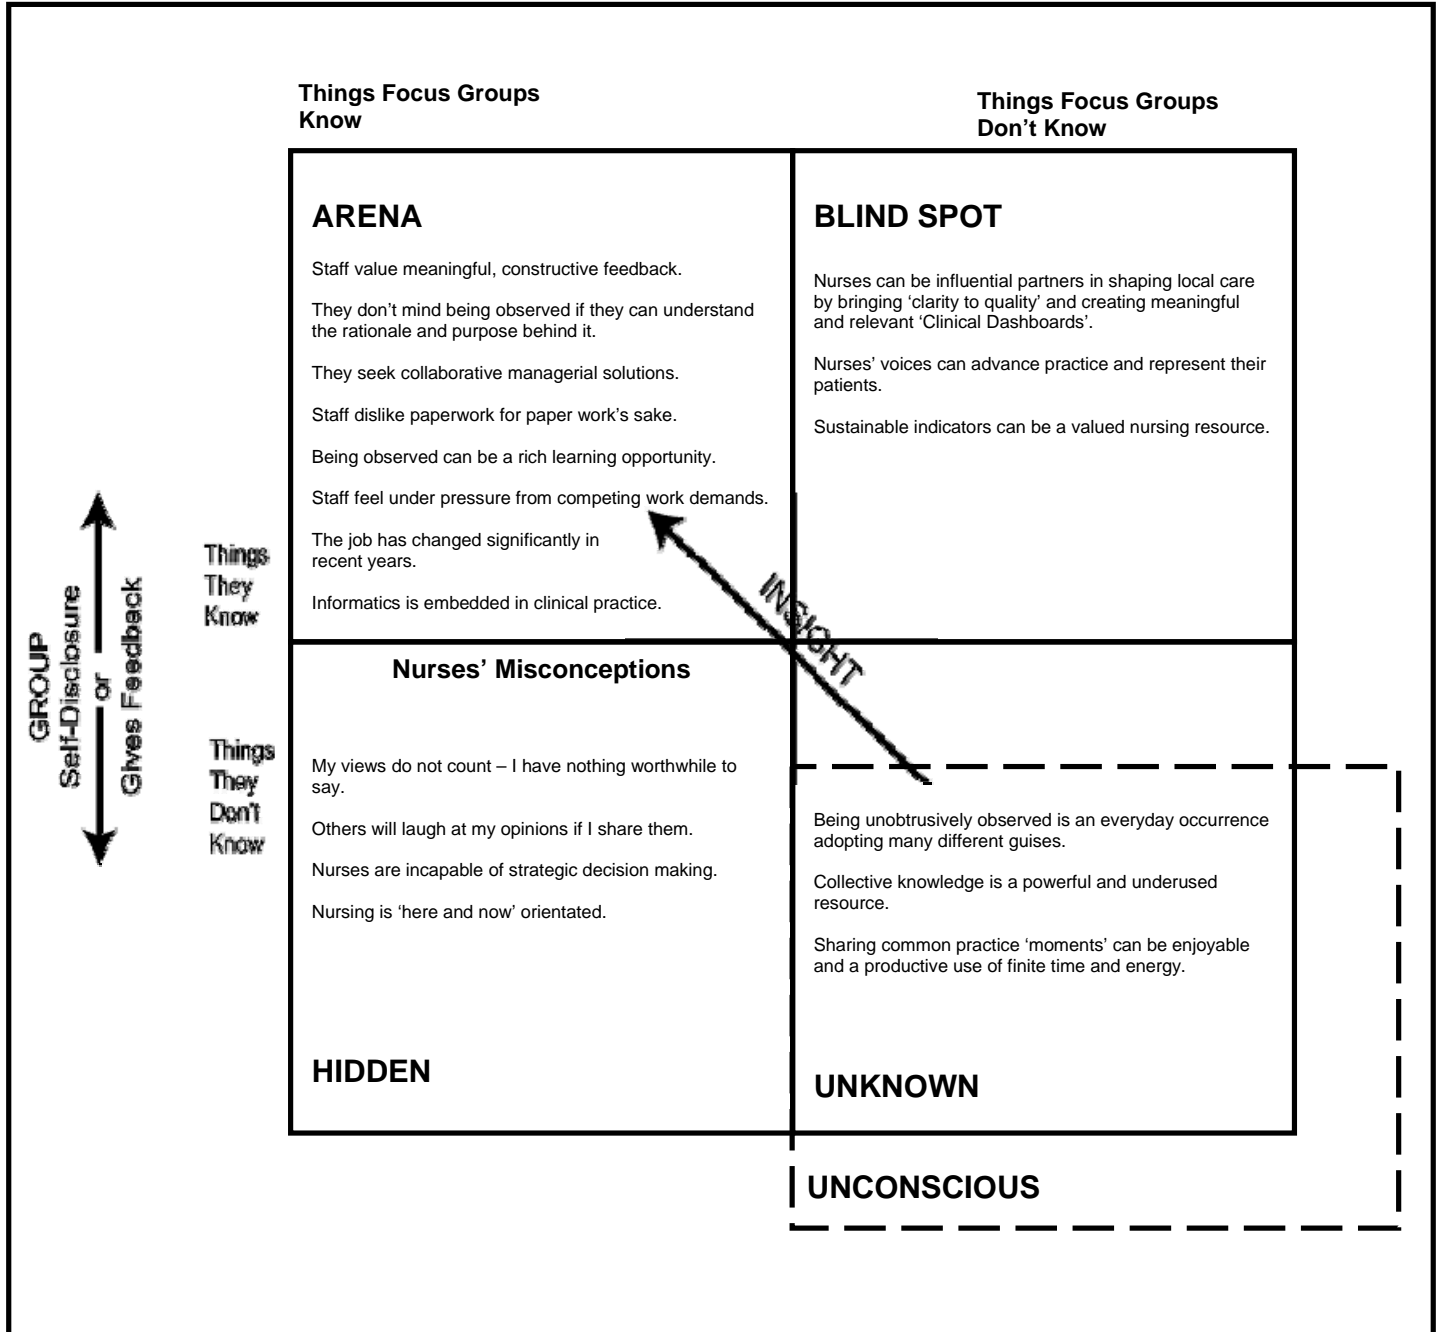 Things Focus Groups
Know
Things Focus Groups
Don't Know
ARENA
Staff value meaningful, constructive feedback.
They don't mind being observed if they can understand
the rationale and purpose behind it.
They seek collaborative managerial solutions.
Staff dislike paperwork for paper work's sake.
Being observed can be a rich learning opportunity.
Staff feel under pressure from competing work demands.
The job has changed significantly in
recent years.
Informatics is embedded in clinical practice.
BLIND SPOT
Nurses can be influential partners in shaping local care
by bringing 'clarity to quality' and creating meaningful
and relevant 'Clinical Dashboards'.
Nurses' voices can advance practice and represent their
patients.
Sustainable indicators can be a valued nursing resource.
GROUP
Self-Disclosure
or
Gives Feedback
Things
They
Know
Things
They
Don't
Know
INSIGHT
Nurses' Misconceptions
My views do not count – I have nothing worthwhile to
say.
Others will laugh at my opinions if I share them.
Nurses are incapable of strategic decision making.
Nursing is 'here and now' orientated.
HIDDEN
Being unobtrusively observed is an everyday occurrence
adopting many different guises.
Collective knowledge is a powerful and underused
resource.
Sharing common practice 'moments' can be enjoyable
and a productive use of finite time and energy.
UNKNOWN
UNCONSCIOUS